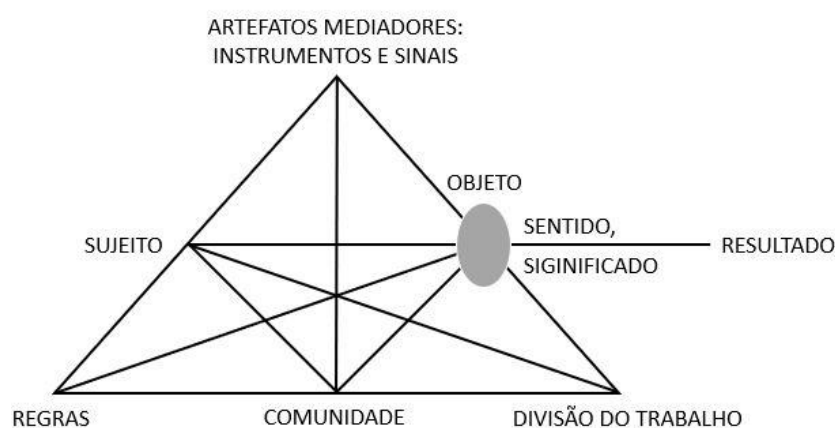 ARTEFATOS MEDIADORES:
INSTRUMENTOS E SINAIS
OBJETO
SUJEITO
SENTIDO,
SIGINIFICADO
RESULTADO
REGRAS
COMUNIDADE
DIVISÃO DO TRABALHO